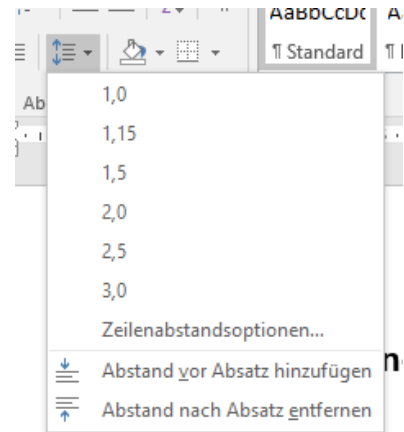 AaBbCcDc
¶ Standard
Ab
1,0
1,15
1,5
2,0
2,5
3,0
Zeilenabstandsoptionen...
Abstand vor Absatz hinzufügen
Abstand nach Absatz entfernen